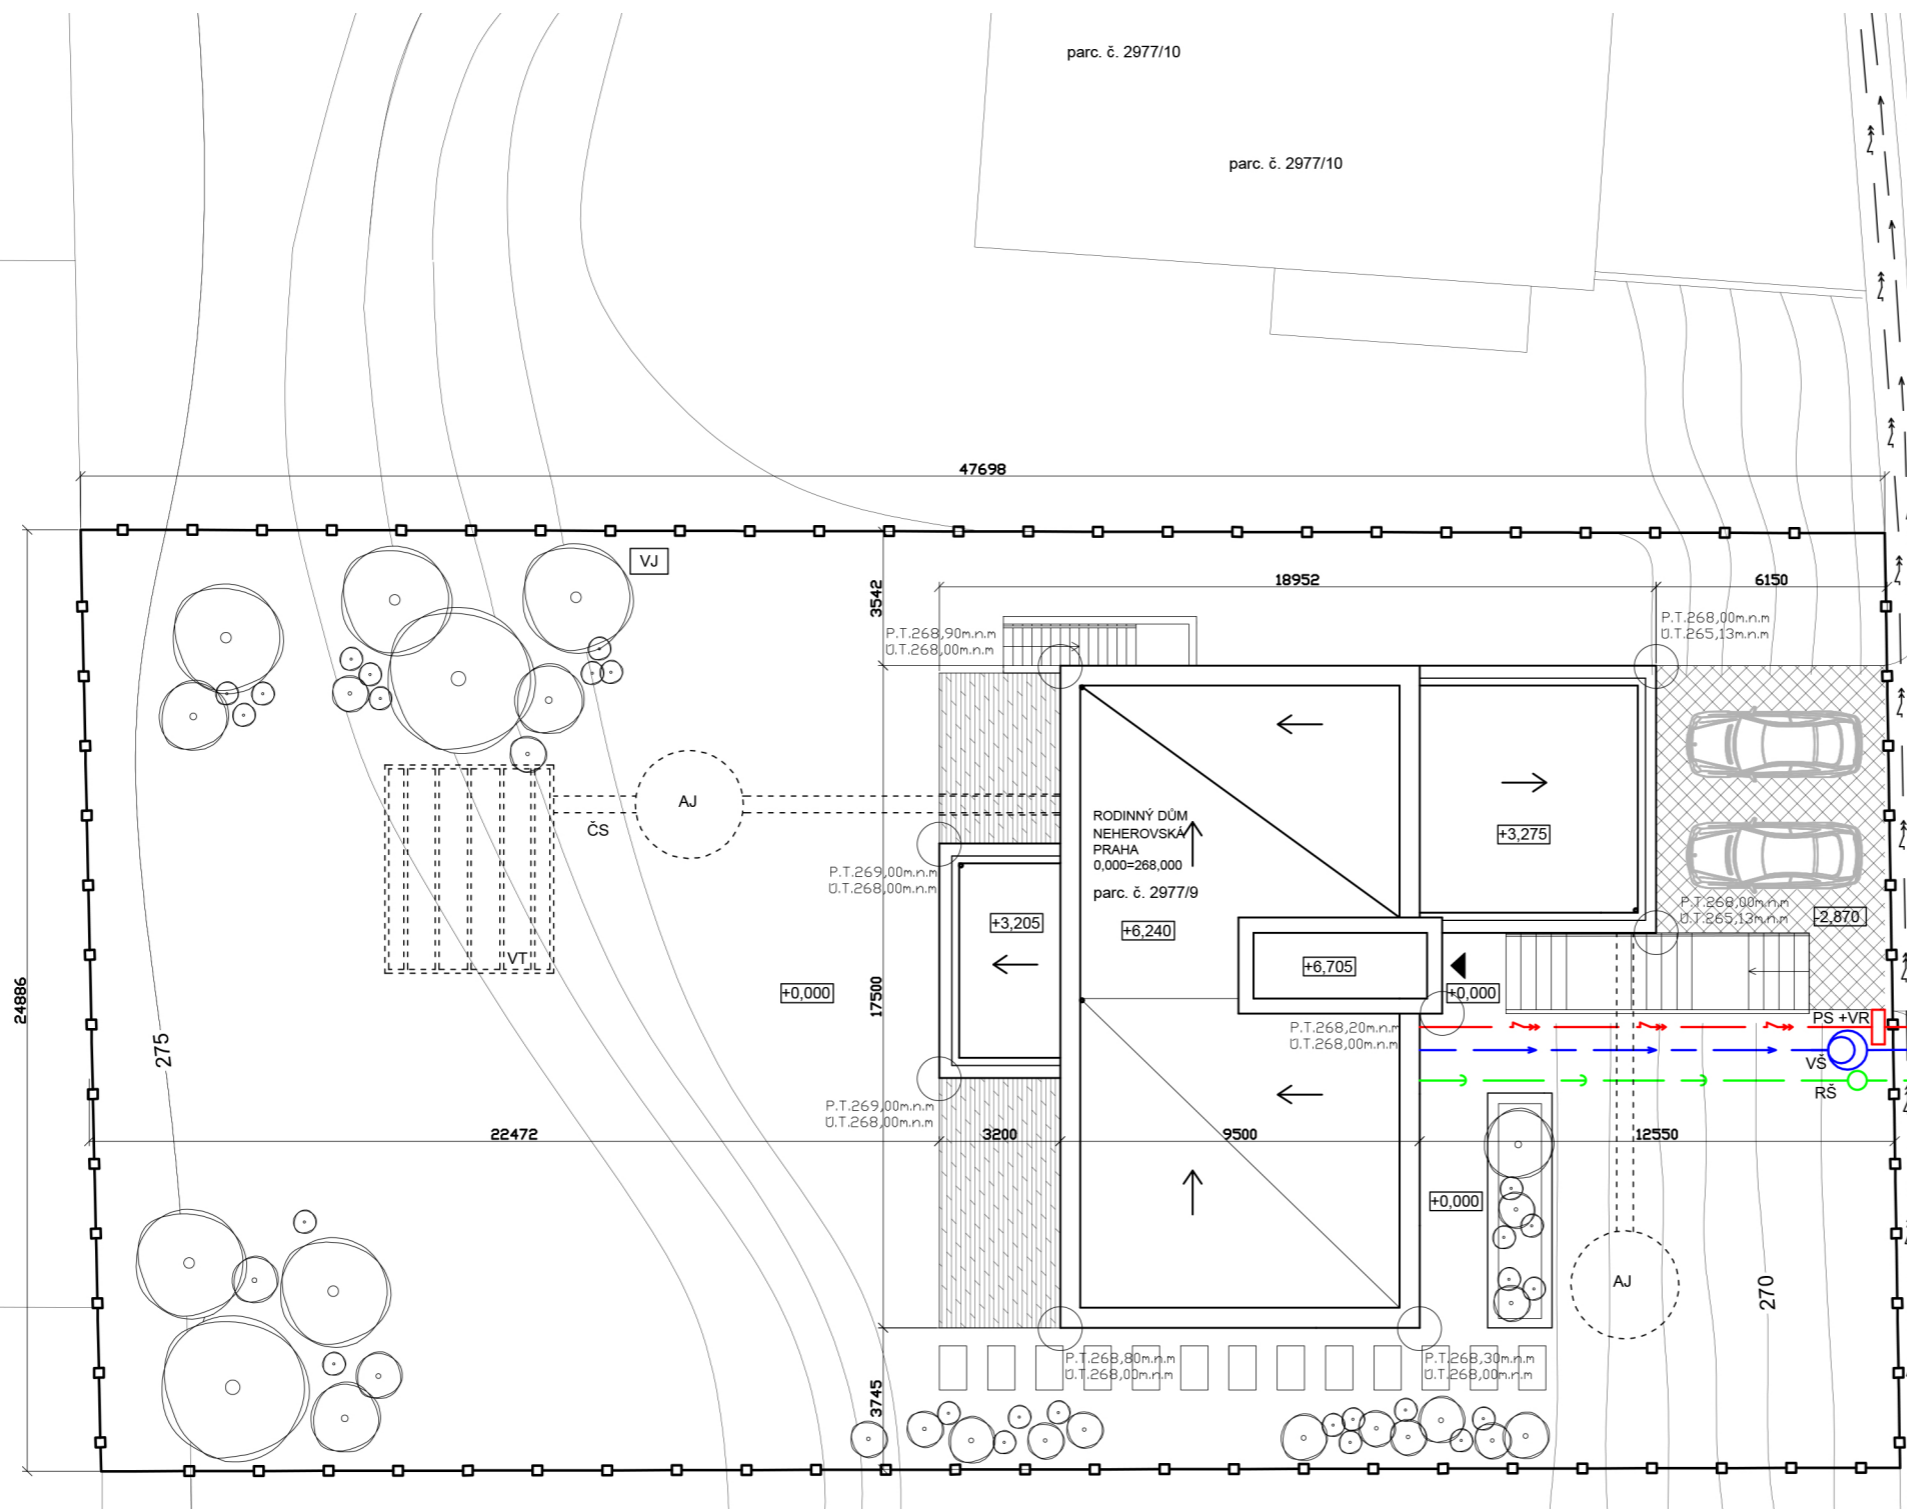 parc. č. 2977/10
parc. č. 2977/10
47698
VJ
3542
18952
6150
P.T.268,90m.n.m
Ú.T.268,00m.n.m
P.T.268,00m.n.m
Ú.T.265,13m.n.m
AJ
ČS
RODINNÝ DŮM
NEHEROVSKÁ
PRAHA
0,000=268,000
parc. č. 2977/9
+3,275
P.T.269,00m.n.m
Ú.T.268,00m.n.m
P.T.268,00m.n.m
Ú.T.265,13m.n.m
-2,870
+3,205
+6,240
VT
+6,705
+0,000
+0,000
24886
17500
275
P.T.268,20m.n.m
Ú.T.268,00m.n.m
PS +VR
VŠ
RŠ
P.T.269,00m.n.m
Ú.T.268,00m.n.m
22472
3200
9500
12550
+0,000
AJ
270
P.T.268,80m.n.m
Ú.T.268,00m.n.m
P.T.268,30m.n.m
Ú.T.268,00m.n.m
3745